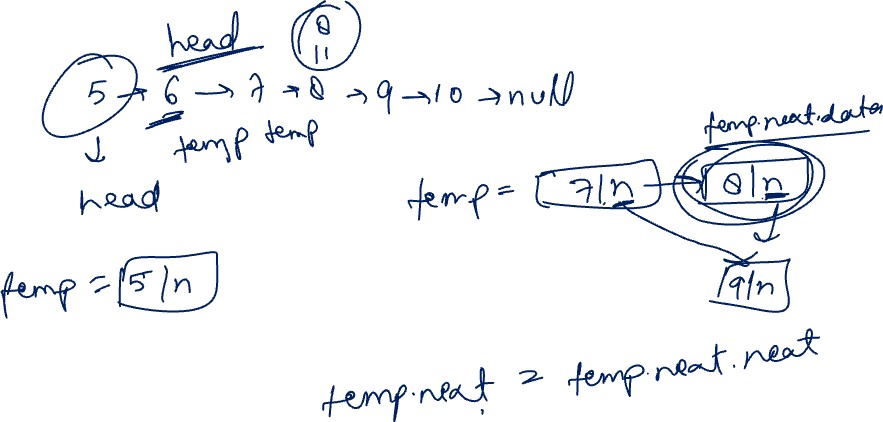 head
8
11
5 → 6 → 7 → 8 → 9 → 10 → null
temp temp
head
temp.next.data
temp = 7|n → 8|n
9|n
temp = 5|n
temp.next = temp.next.next